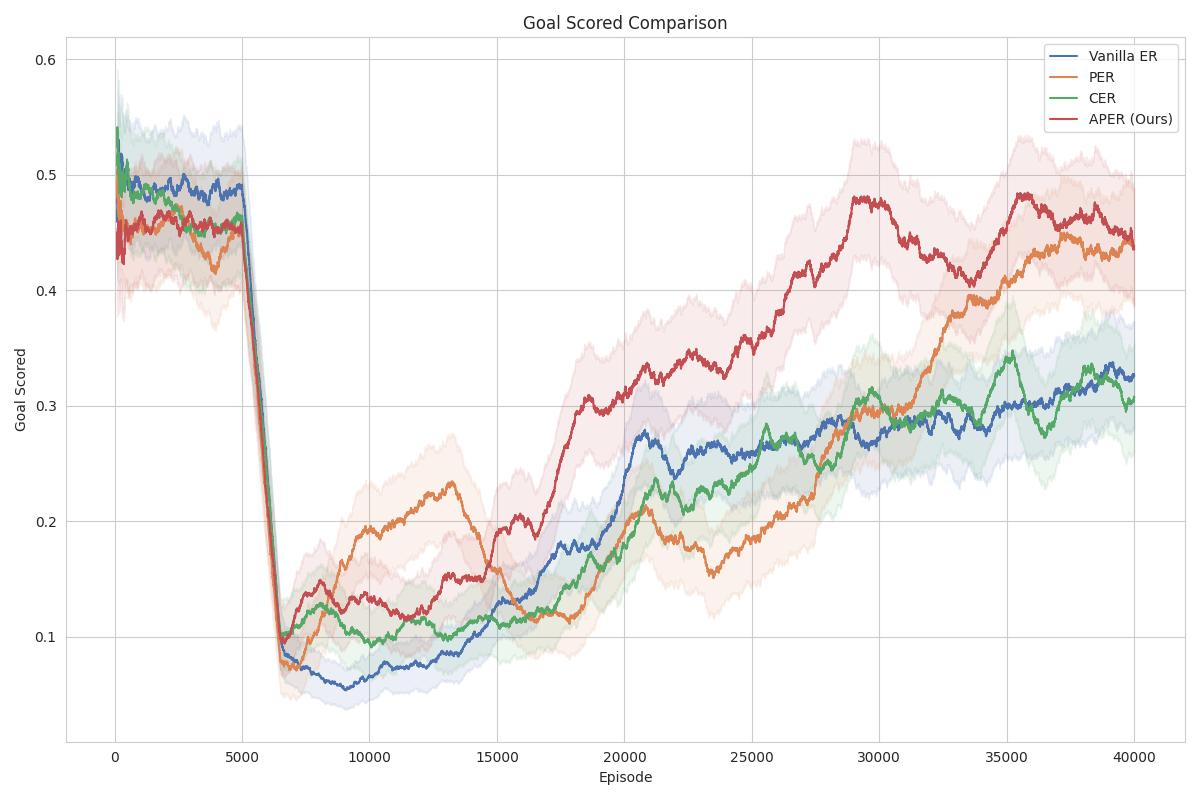 Goal Scored Comparison
Vanilla ER
PER
CER
APER (Ours)
Goal Scored
0.6
0.5
0.4
0.3
0.2
0.1
0 5000 10000 15000 20000 25000 30000 35000 40000
Episode